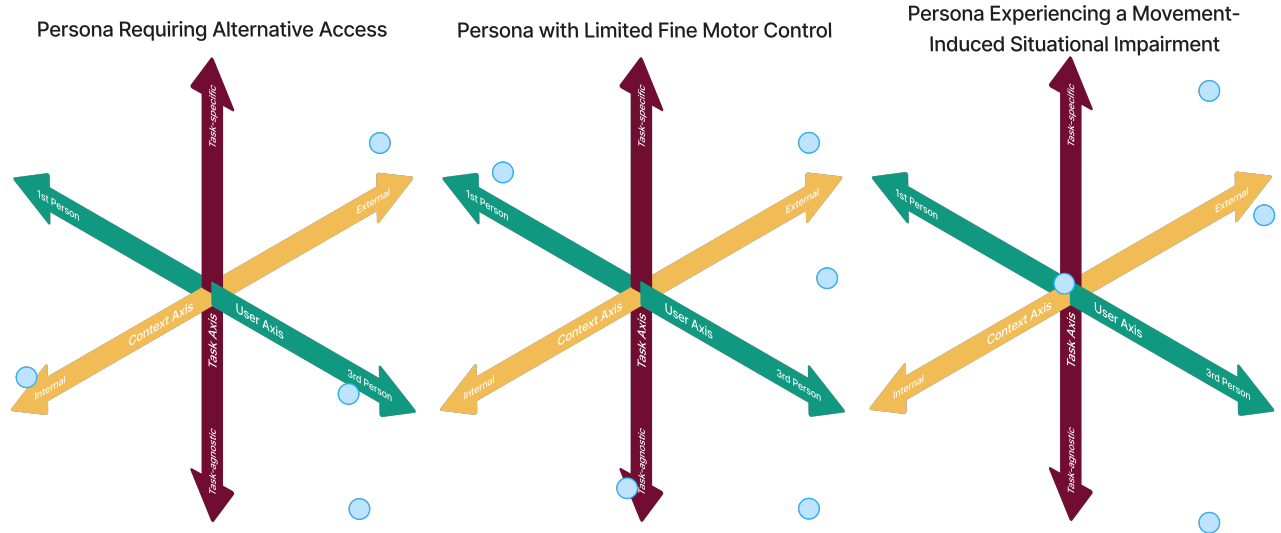 Persona Requiring Alternative Access
Task-specific
1st Person
External
Context Axis
User Axis
Task Axis
Internal
3rd Person
Task-agnostic
Persona with Limited Fine Motor Control
Task-specific
1st Person
External
Context Axis
User Axis
Task Axis
Internal
3rd Person
Task-agnostic
Persona Experiencing a Movement-
Induced Situational Impairment
Task-specific
1st Person
External
Context Axis
User Axis
Task Axis
Internal
3rd Person
Task-agnostic